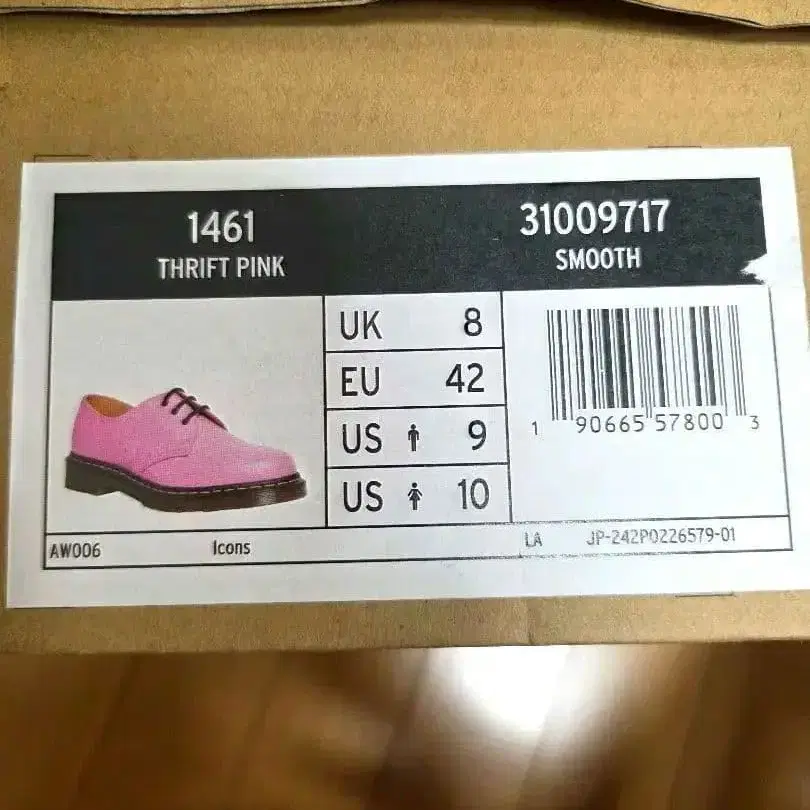 1461
THRIFT PINK
31009717
SMOOTH
UK 8
EU 42
US 9
US 10
1 90665 57800 3
AW006 Icons LA JP-242P0226579-01